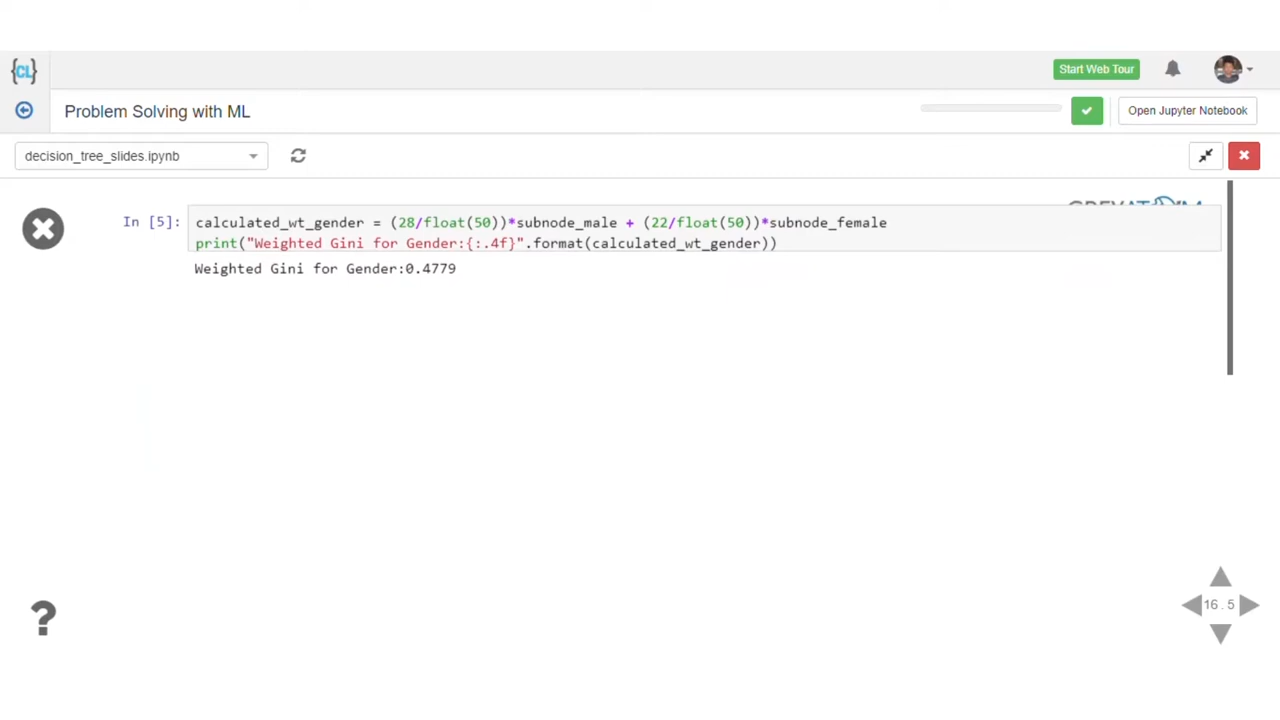 {CL}
Start Web Tour
Problem Solving with ML
Open Jupyter Notebook
decision_tree_slides.ipynb
In [5]: calculated_wt_gender = (28/float(50))*subnode_male + (22/float(50))*subnode_female
print("Weighted Gini for Gender:{:.4f}".format(calculated_wt_gender))
Weighted Gini for Gender:0.4779
?
16.5